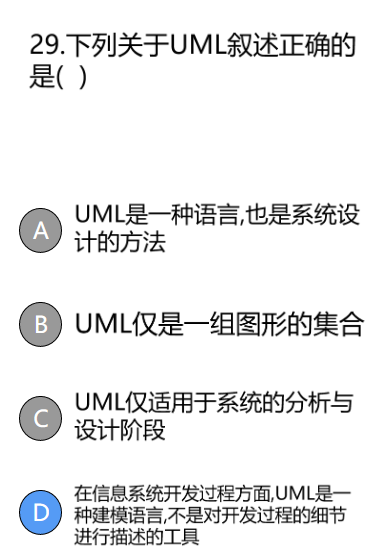 29.下列关于UML叙述正确的
是( )
A
UML是一种语言,也是系统设
计的方法
B
UML仅是一组图形的集合
C
UML仅适用于系统的分析与
设计阶段
D
在信息系统开发过程方面,UML是一
种建模语言,不是对开发过程的细节
进行描述的工具